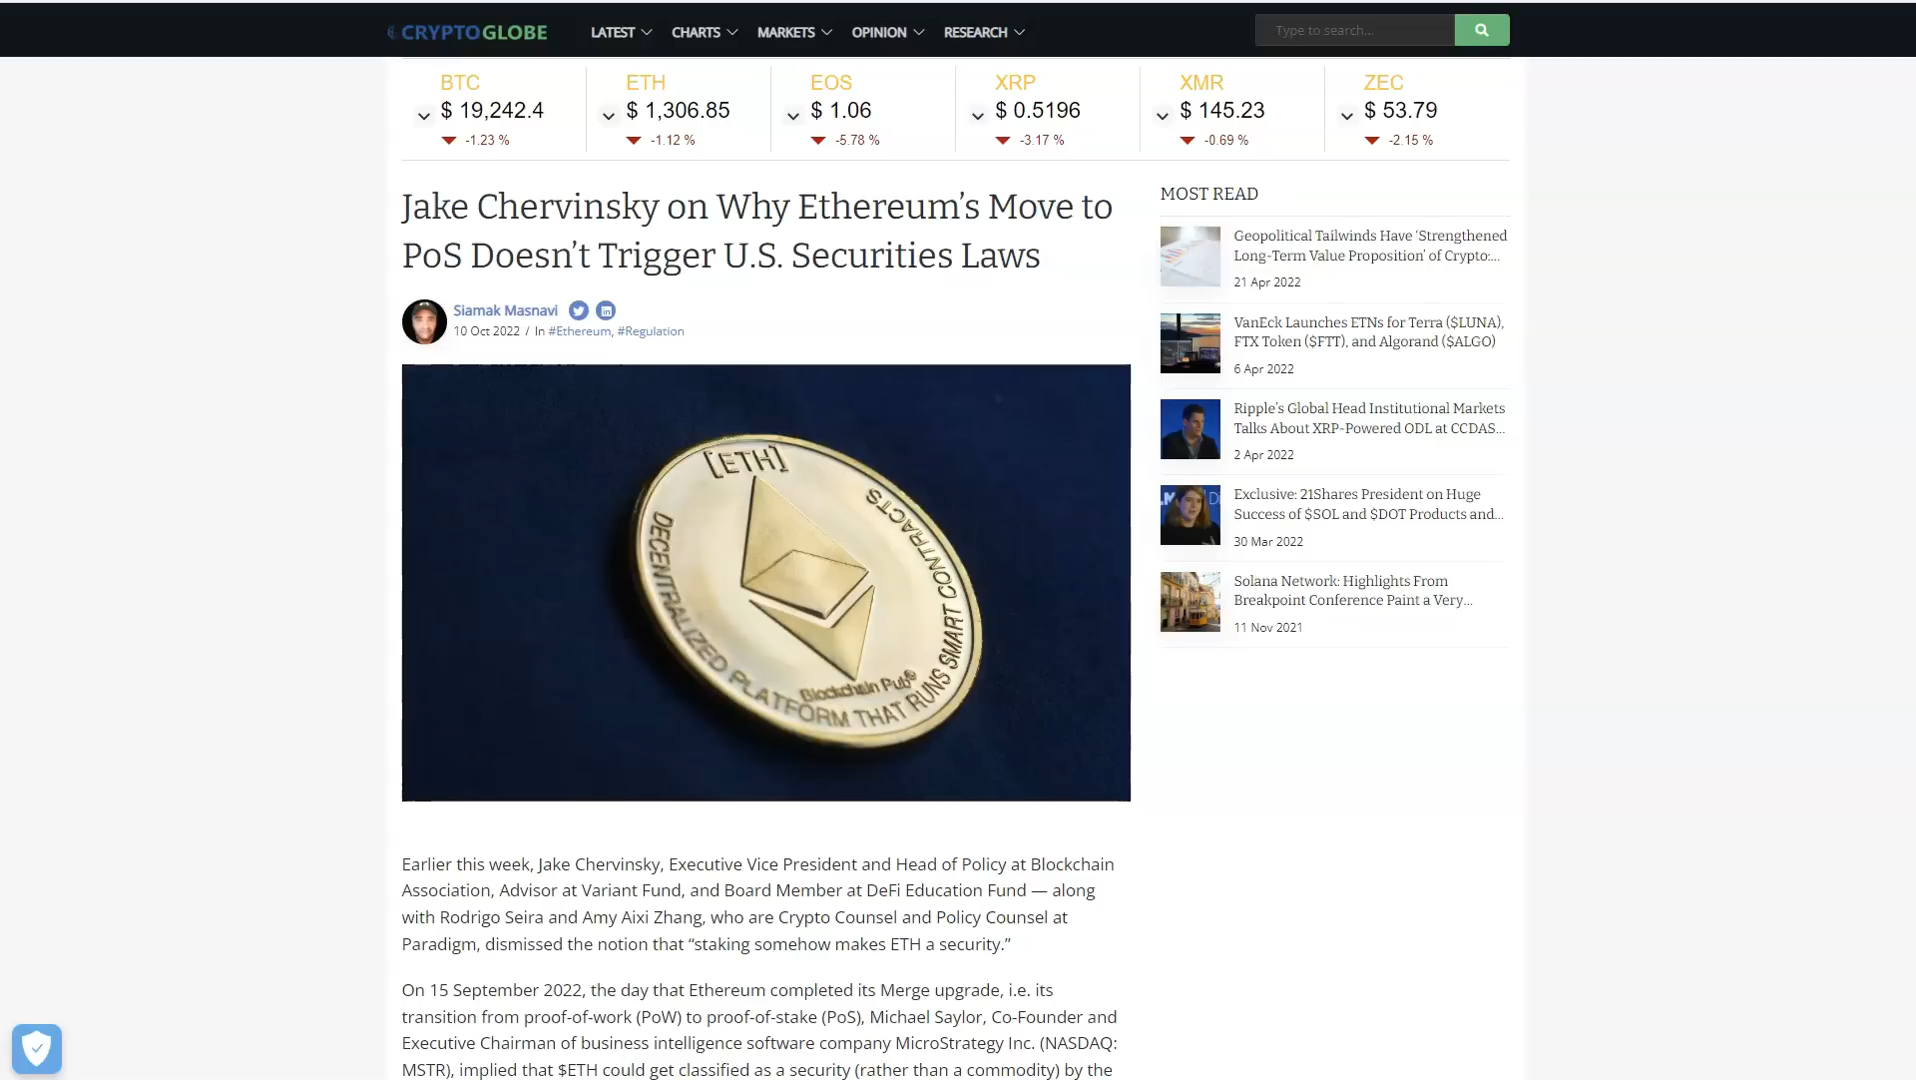 CRYPTOGLOBE LATEST CHARTS MARKETS OPINION RESEARCH Type to search...
BTC ETH EOS XRP XMR ZEC
$ 19,242.4 $ 1,306.85 $ 1.06 $ 0.5196 $ 145.23 $ 53.79
-1.23 % -1.12 % -5.78 % -3.17 % -0.69 % -2.15 %
Jake Chervinsky on Why Ethereum’s Move to
PoS Doesn’t Trigger U.S. Securities Laws
Siamak Masnavi
10 Oct 2022 / In #Ethereum, #Regulation
[ETH]
DECENTRALIZED PLATFORM THAT RUNS SMART CONTRACTS
Blockchain Pub®
Earlier this week, Jake Chervinsky, Executive Vice President and Head of Policy at Blockchain
Association, Advisor at Variant Fund, and Board Member at DeFi Education Fund — along
with Rodrigo Seira and Amy Aixi Zhang, who are Crypto Counsel and Policy Counsel at
Paradigm, dismissed the notion that “staking somehow makes ETH a security.”
On 15 September 2022, the day that Ethereum completed its Merge upgrade, i.e. its
transition from proof-of-work (PoW) to proof-of-stake (PoS), Michael Saylor, Co-Founder and
Executive Chairman of business intelligence software company MicroStrategy Inc. (NASDAQ:
MSTR), implied that $ETH could get classified as a security (rather than a commodity) by the
MOST READ
Geopolitical Tailwinds Have ‘Strengthened
Long-Term Value Proposition’ of Crypto:...
21 Apr 2022
VanEck Launches ETNs for Terra ($LUNA),
FTX Token ($FTT), and Algorand ($ALGO)
6 Apr 2022
Ripple’s Global Head Institutional Markets
Talks About XRP-Powered ODL at CCDAS...
2 Apr 2022
Exclusive: 21Shares President on Huge
Success of $SOL and $DOT Products and...
30 Mar 2022
Solana Network: Highlights From
Breakpoint Conference Paint a Very...
11 Nov 2021